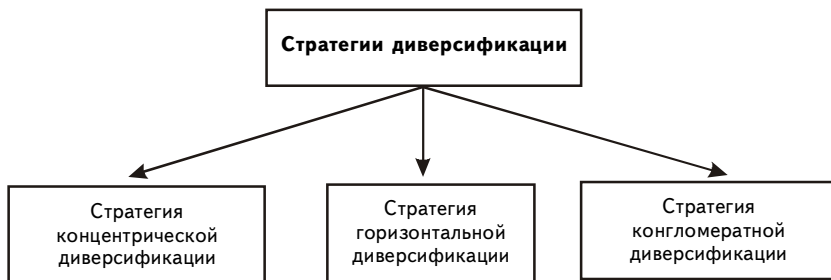 Стратегии диверсификации
Стратегия
концентрической
диверсификации
Стратегия
горизонтальной
диверсификации
Стратегия
конгломератной
диверсификации